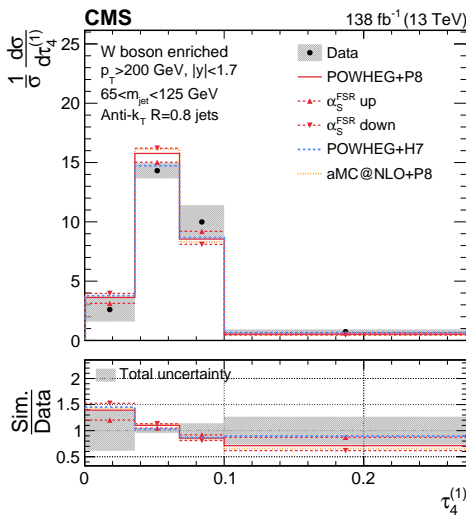 CMS 138 fb⁻¹ (13 TeV)
1/σ dσ/dτ₄⁽¹⁾
25
20
15
10
5
0
W boson enriched
p_T>200 GeV, |y|<1.7
65<m_jet<125 GeV
Anti-k_T R=0.8 jets
Data
POWHEG+P8
α_S^FSR up
α_S^FSR down
POWHEG+H7
aMC@NLO+P8
Sim./Data
2
1.5
1
0.5
Total uncertainty
0 0.1 0.2
τ₄⁽¹⁾